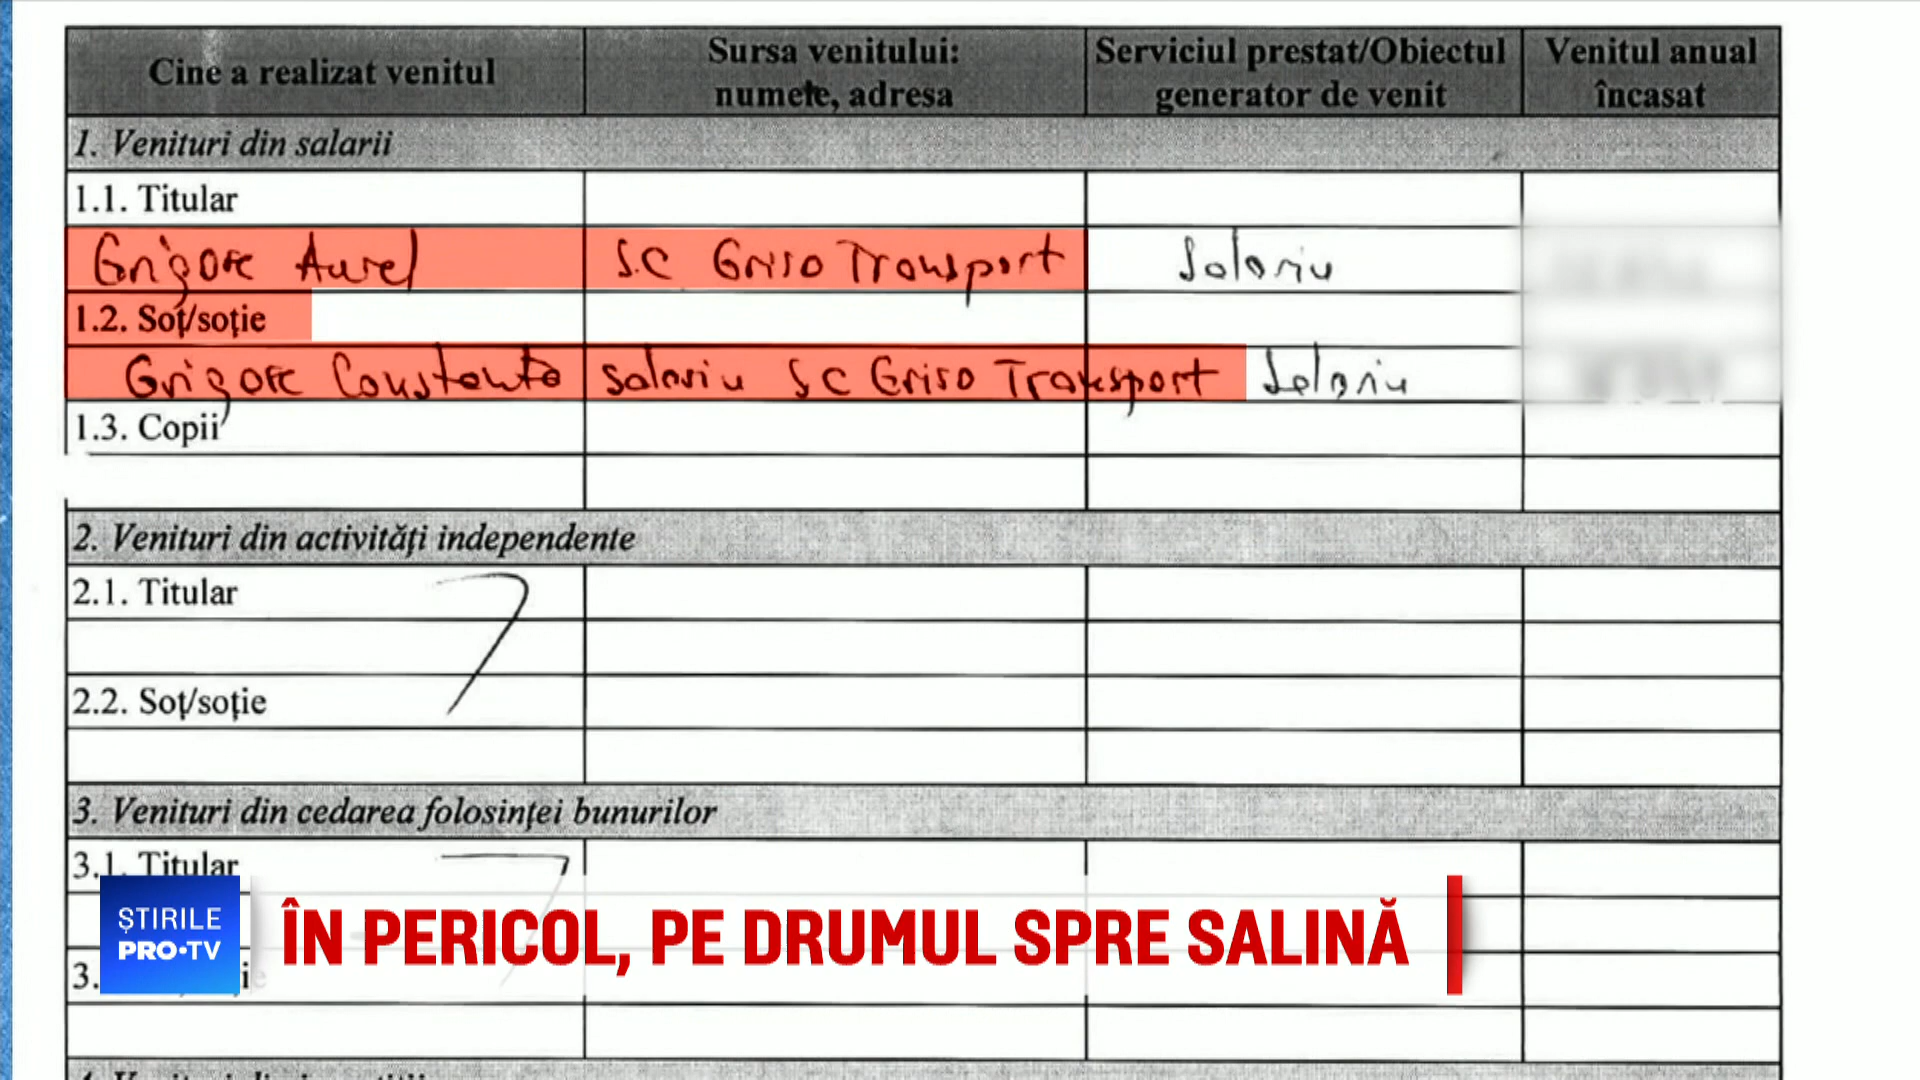 Cine a realizat venitul
Sursa venitului:
numele, adresa
Serviciul prestat/Obiectul
generator de venit
Venitul anual
încasat
1. Venituri din salarii
1.1. Titular
Grigore Aurel SC Griso Transport Salariu
1.2. Soț/soție
Grigore Constanta salariu SC Griso Transport Salariu
1.3. Copii
2. Venituri din activități independente
2.1. Titular
2.2. Soț/soție
3. Venituri din cedarea folosinței bunurilor
3.1. Titular
ȘTIRILE
PRO•TV
ÎN PERICOL, PE DRUMUL SPRE SALINĂ